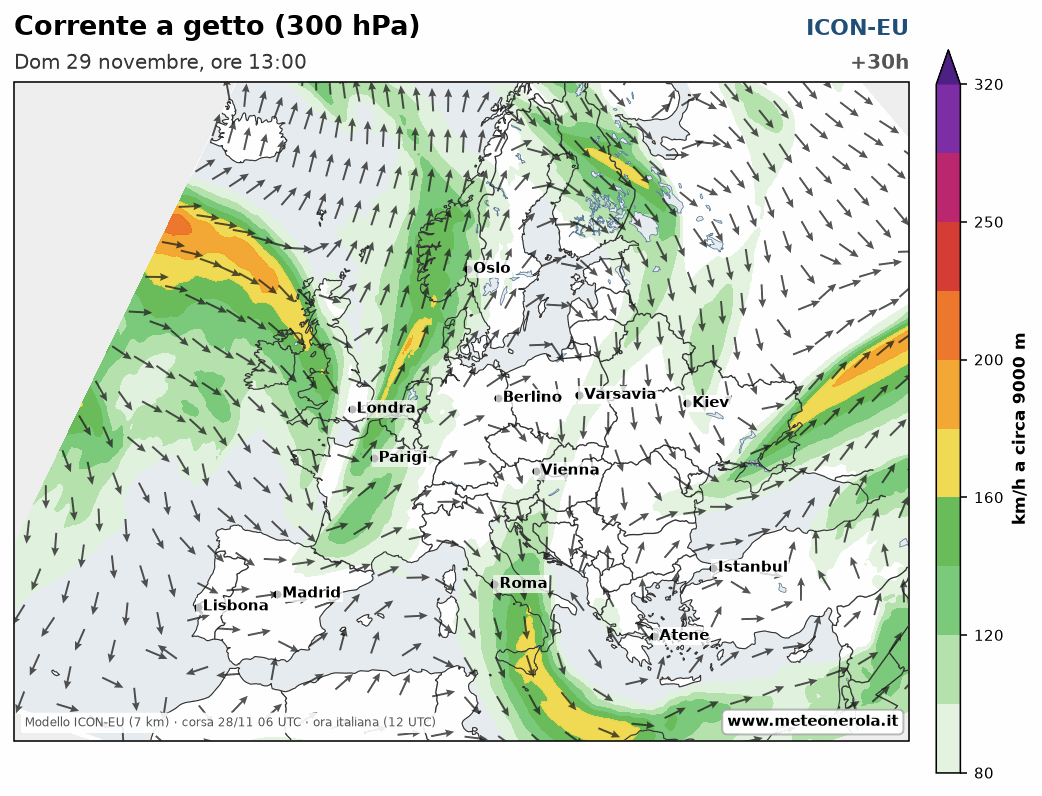 Corrente a getto (300 hPa)
ICON-EU
Dom 29 novembre, ore 13:00
+30h
320
250
200
160
120
80
km/h a circa 9000 m
Oslo
Berlino
Varsavia
Kiev
Londra
Parigi
Vienna
Istanbul
Roma
Madrid
Lisbona
Atene
Modello ICON-EU (7 km) · corsa 28/11 06 UTC · ora italiana (12 UTC)
www.meteonerola.it